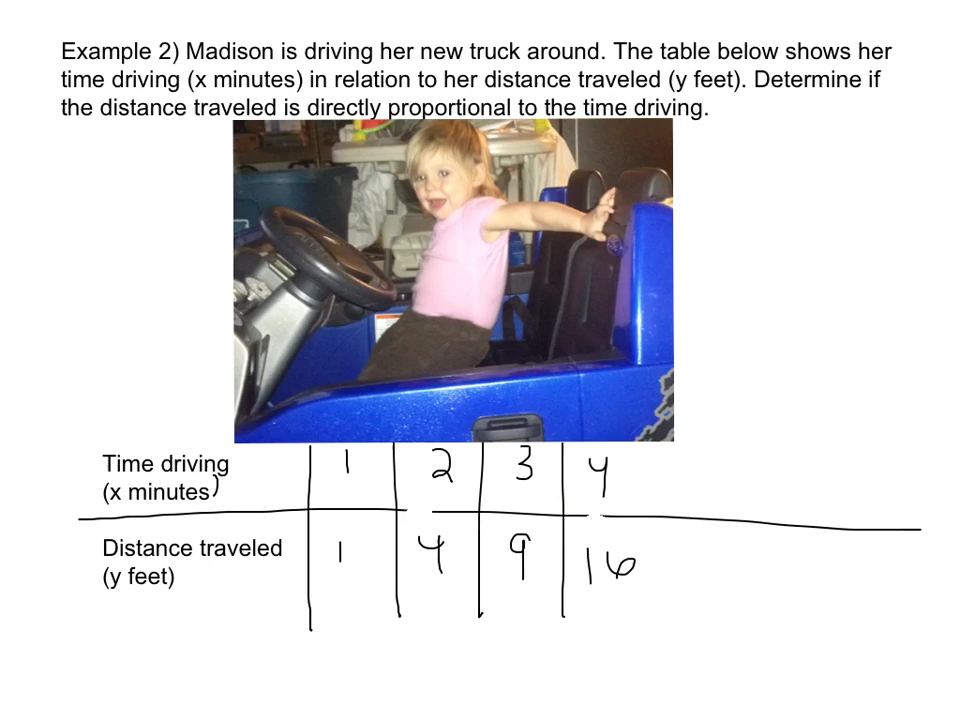 Example 2) Madison is driving her new truck around. The table below shows her
time driving (x minutes) in relation to her distance traveled (y feet). Determine if
the distance traveled is directly proportional to the time driving.
Time driving 1 2 3 4
(x minutes)
Distance traveled 1 4 9 16
(y feet)